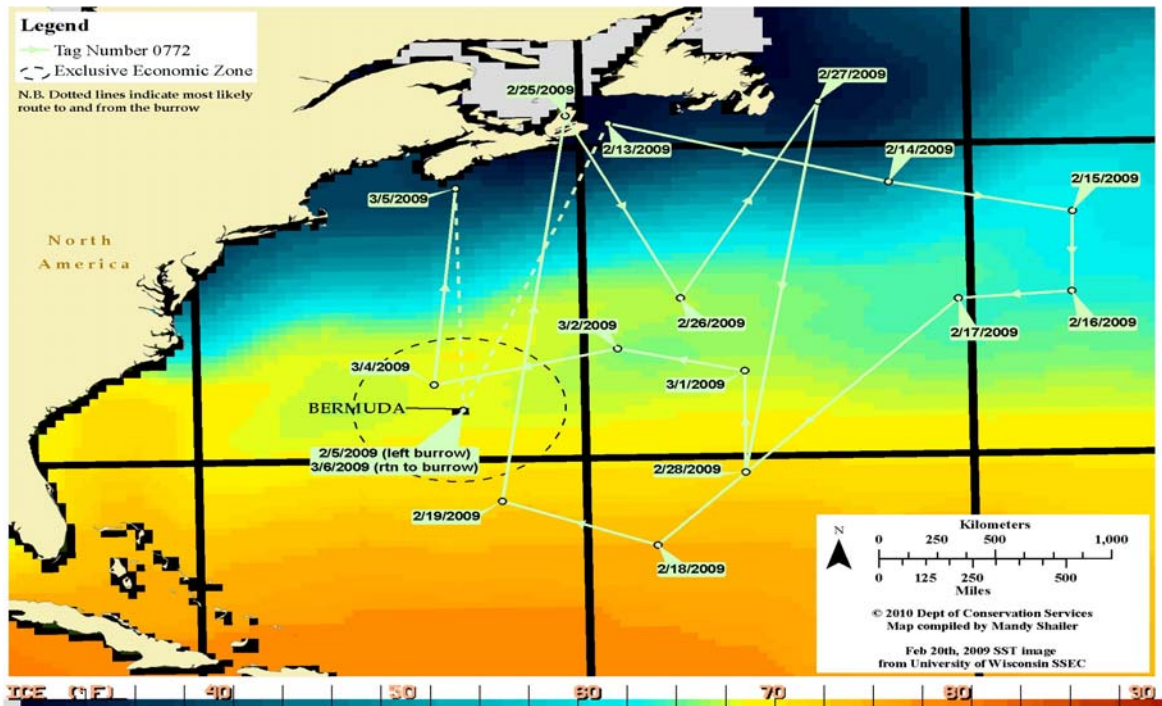 Legend
Tag Number 0772
Exclusive Economic Zone
N.B. Dotted lines indicate most likely
route to and from the burrow
2/25/2009
2/27/2009
2/13/2009
2/14/2009
2/15/2009
3/5/2009
North
America
2/26/2009
2/17/2009
2/16/2009
3/2/2009
3/4/2009
3/1/2009
BERMUDA
2/5/2009 (left burrow)
3/6/2009 (rtn to burrow)
2/28/2009
2/19/2009
2/18/2009
N
Kilometers
0 250 500 1,000
0 125 250 500
Miles
© 2010 Dept of Conservation Services
Map compiled by Mandy Shailer
Feb 20th, 2009 SST image
from University of Wisconsin SSEC
ICE (°F) 40 50 60 70 80 90